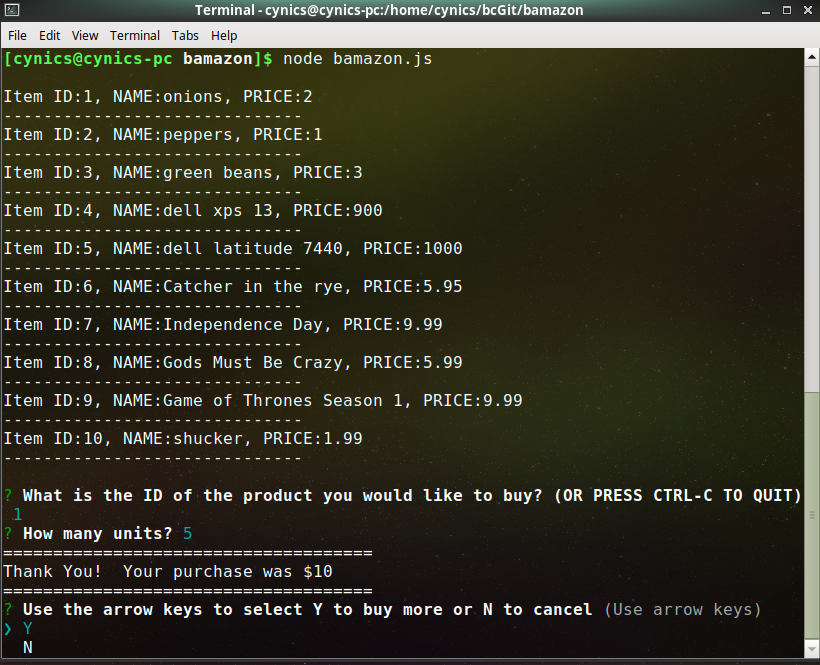 Terminal - cynics@cynics-pc:/home/cynics/bcGit/bamazon
File Edit View Terminal Tabs Help
[cynics@cynics-pc bamazon]$ node bamazon.js
Item ID:1, NAME:onions, PRICE:2
------------------------------
Item ID:2, NAME:peppers, PRICE:1
------------------------------
Item ID:3, NAME:green beans, PRICE:3
------------------------------
Item ID:4, NAME:dell xps 13, PRICE:900
------------------------------
Item ID:5, NAME:dell latitude 7440, PRICE:1000
------------------------------
Item ID:6, NAME:Catcher in the rye, PRICE:5.95
------------------------------
Item ID:7, NAME:Independence Day, PRICE:9.99
------------------------------
Item ID:8, NAME:Gods Must Be Crazy, PRICE:5.99
------------------------------
Item ID:9, NAME:Game of Thrones Season 1, PRICE:9.99
------------------------------
Item ID:10, NAME:shucker, PRICE:1.99
------------------------------
? What is the ID of the product you would like to buy? (OR PRESS CTRL-C TO QUIT)
1
? How many units? 5
=====================================
Thank You!  Your purchase was $10
=====================================
? Use the arrow keys to select Y to buy more or N to cancel (Use arrow keys)
❯ Y
N